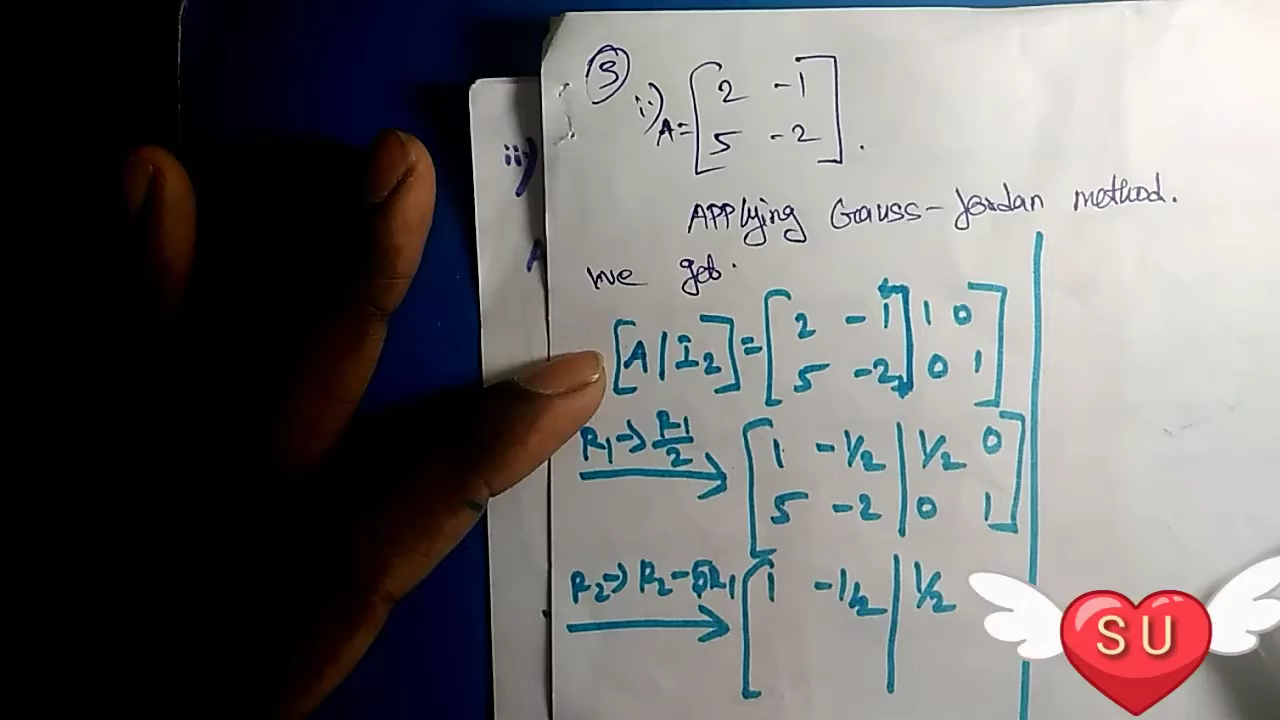 3
i) A = [2 -1
5 -2].
Applying Gauss-Jordan method.
we get.
[A | I2] = [2 -1 | 1 0
5 -2 | 0 1]
R1 → R1/2 [1 -1/2 | 1/2 0
5 -2 | 0 1]
R2 → R2 - 5R1 [1 -1/2 | 1/2
iii)
A
SU